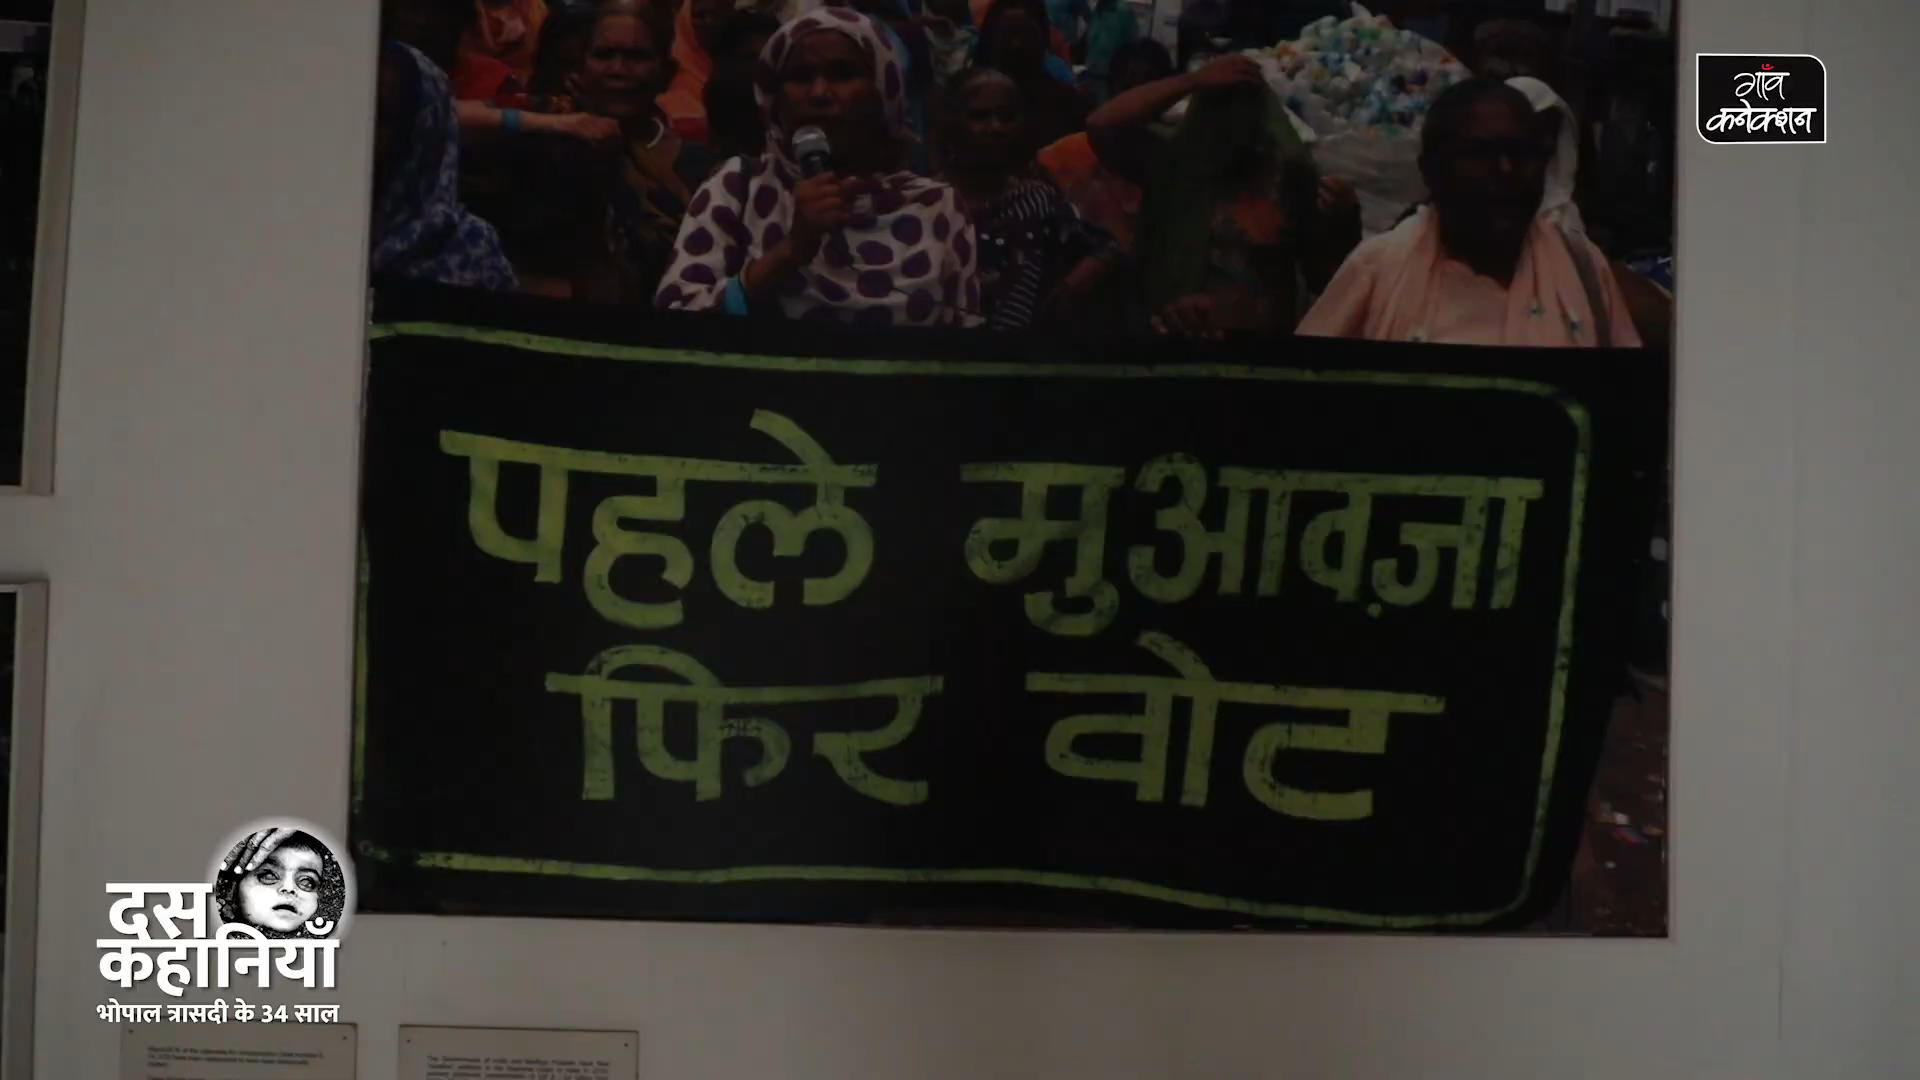 गाँव
कनेक्शन
पहले मुआवज़ा
फिर वोट
दस
कहानियाँ
भोपाल त्रासदी के 34 साल